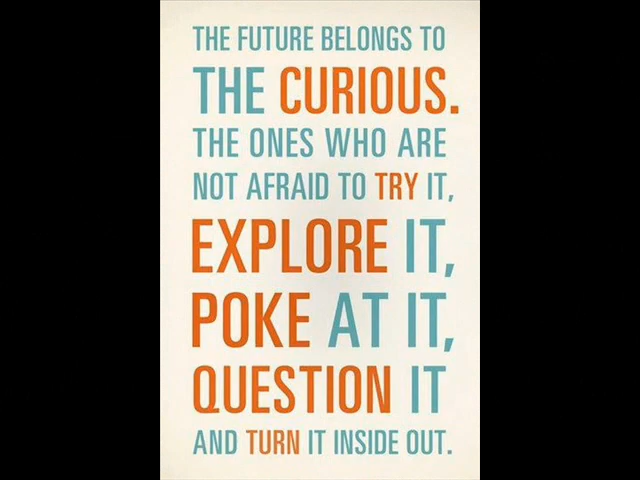 THE FUTURE BELONGS TO
THE CURIOUS.
THE ONES WHO ARE
NOT AFRAID TO TRY IT,
EXPLORE IT,
POKE AT IT,
QUESTION IT
AND TURN IT INSIDE OUT.